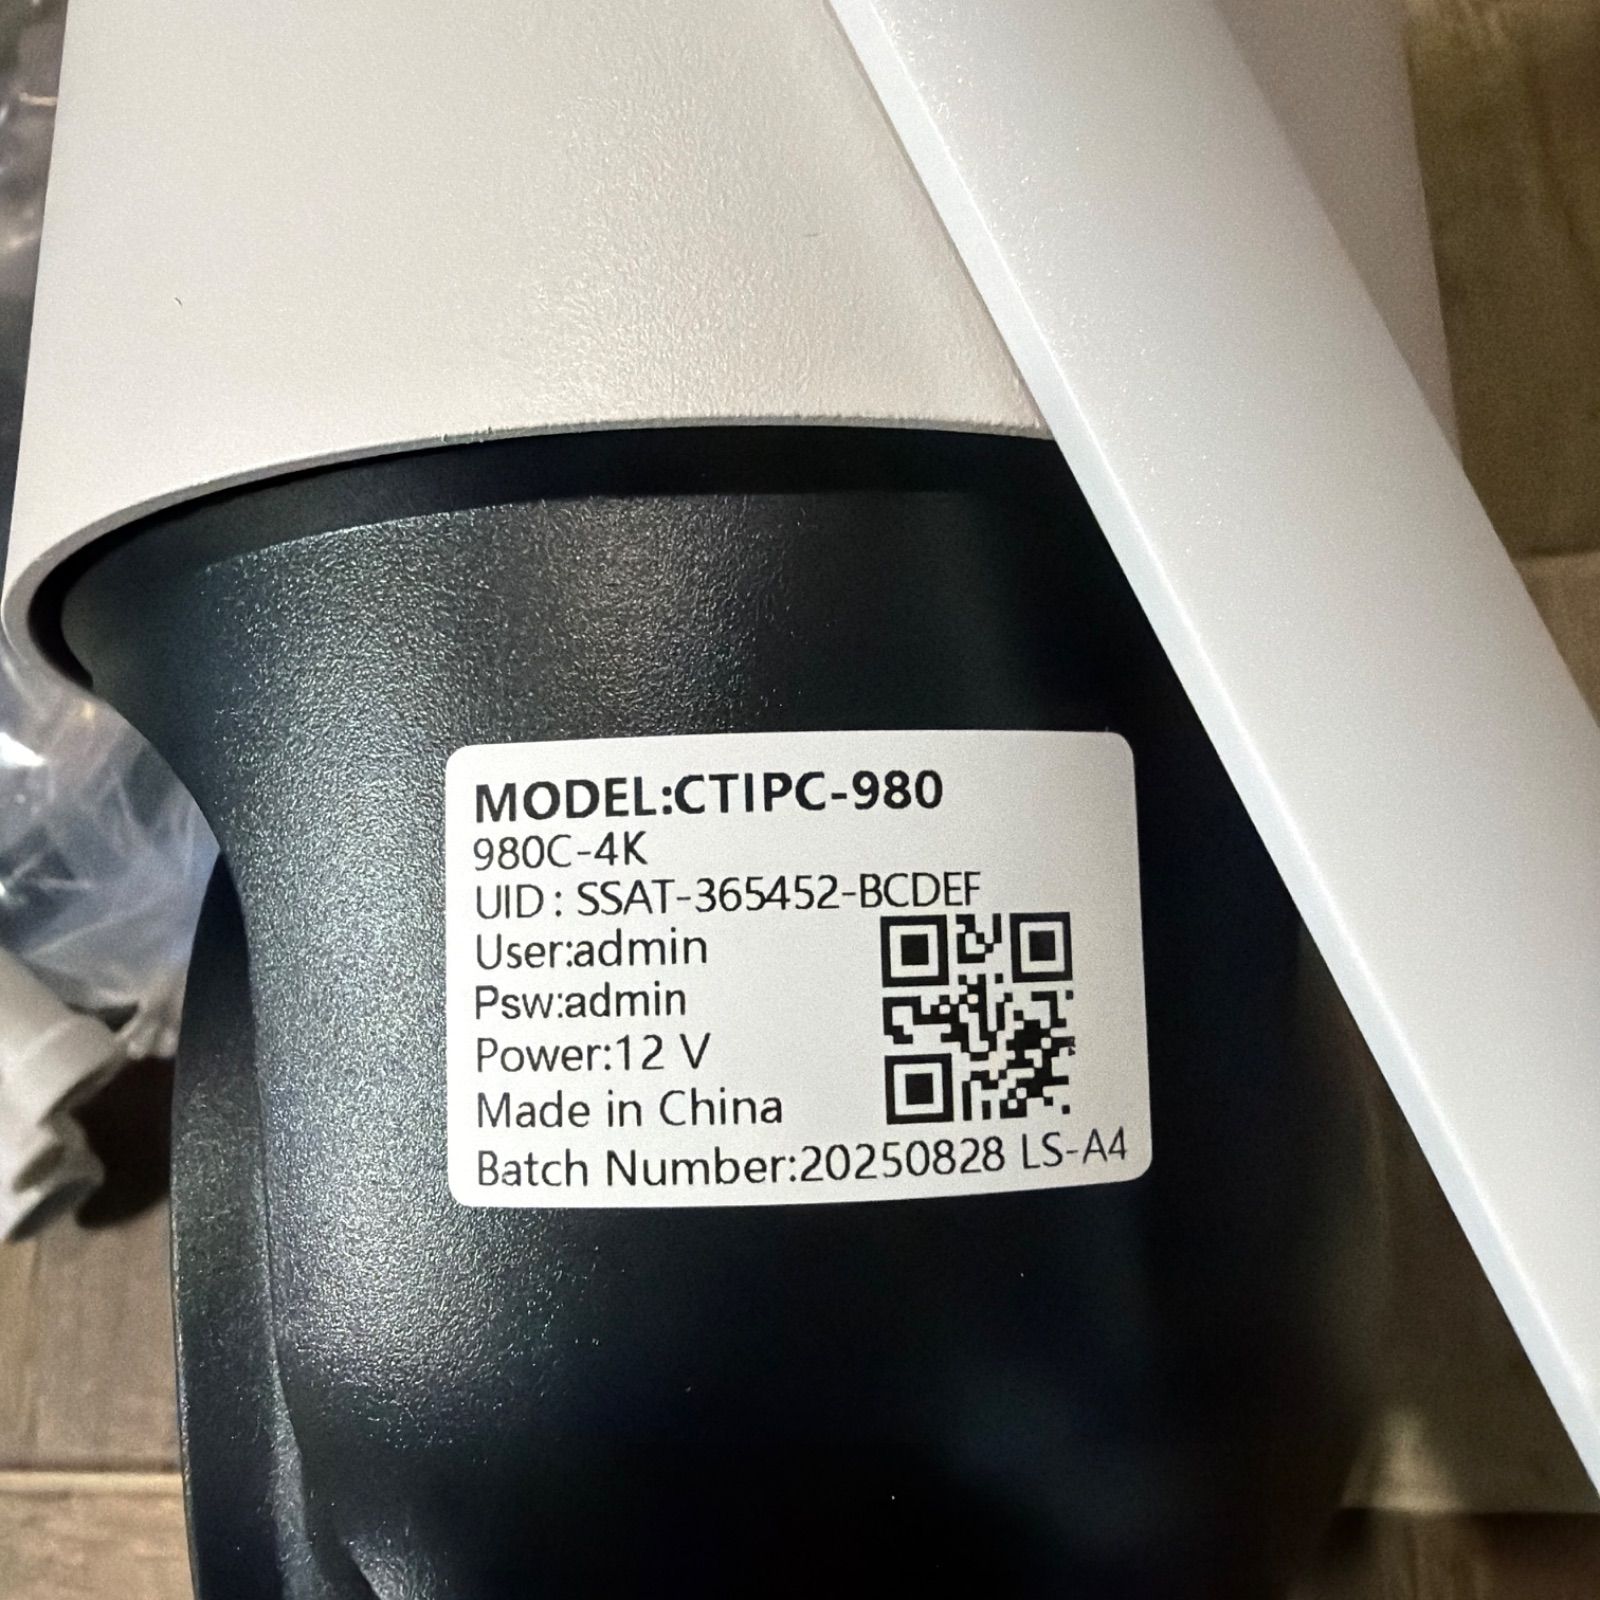 MODEL:CTIPC-980
980C-4K
UID: SSAT-365452-BCDEF
User:admin
Psw:admin
Power:12 V
Made in China
Batch Number:20250828 LS-A4